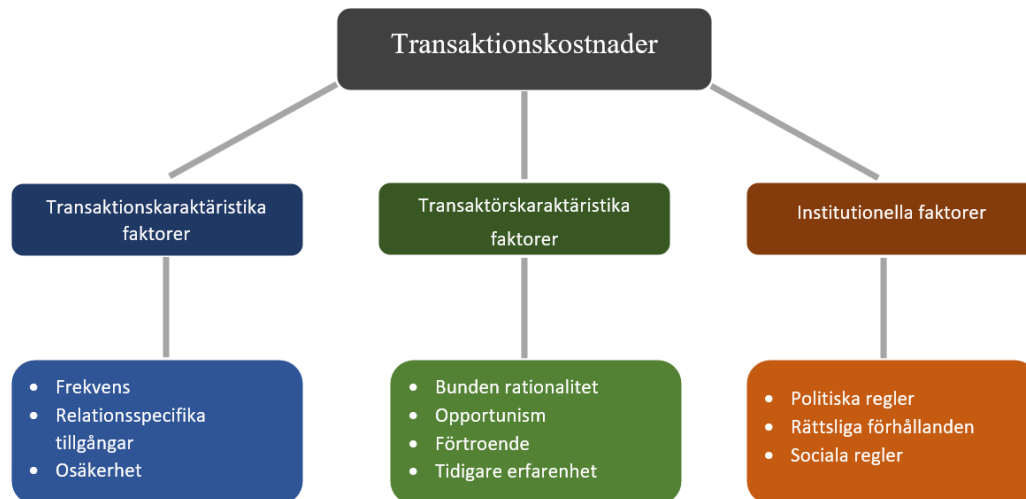 Transaktionskostnader
Transaktionskaraktäristika
faktorer
Transaktörskaraktäristika
faktorer
Institutionella faktorer
• Frekvens
• Relationsspecifika
tillgångar
• Osäkerhet
• Bunden rationalitet
• Opportunism
• Förtroende
• Tidigare erfarenhet
• Politiska regler
• Rättsliga förhållanden
• Sociala regler